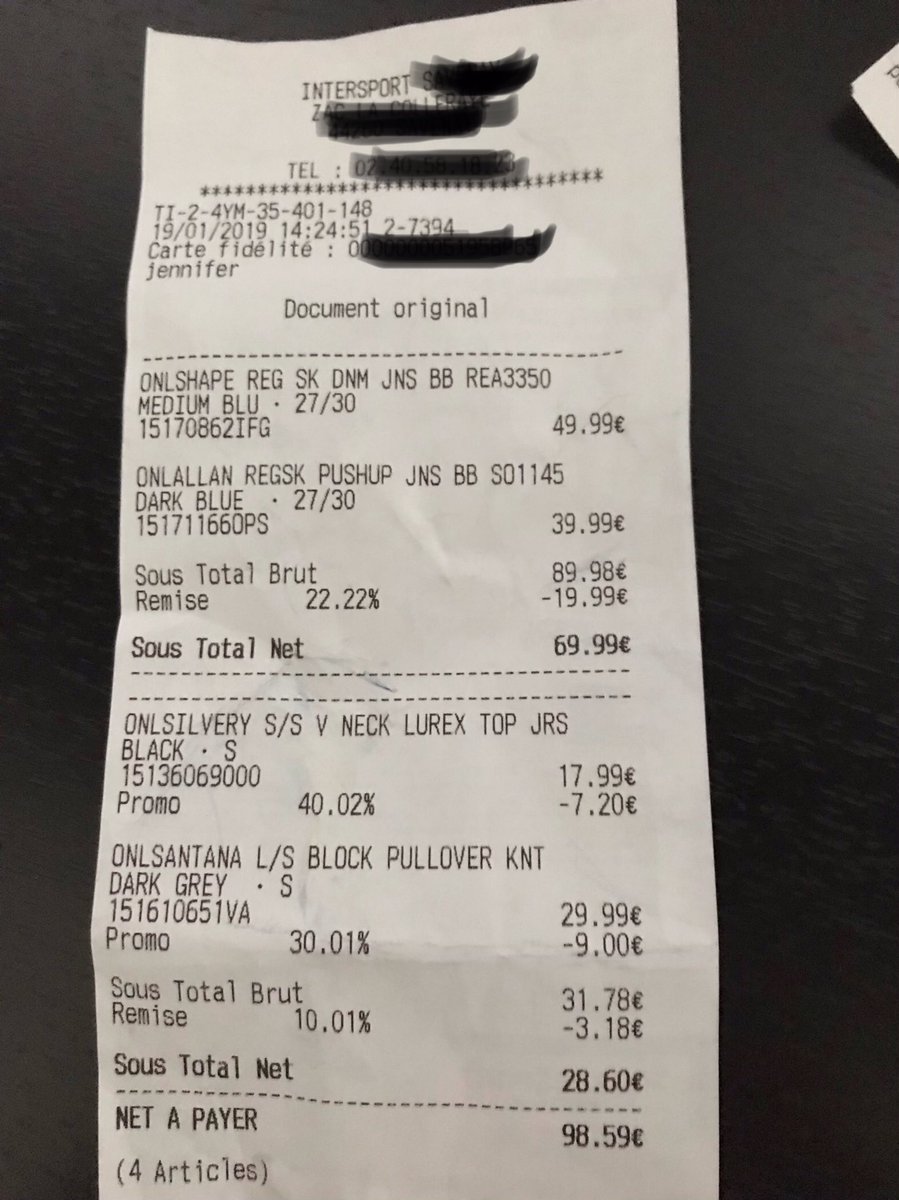 INTERSPORT
TEL :
***********************************
TI-2-4YM-35-401-148
19/01/2019 14:24:51 2-7394
Carte fidélité :
jennifer
Document original
ONLSHAPE REG SK DNM JNS BB REA3350
MEDIUM BLU · 27/30
15170862IFG 49.99€
ONLALLAN REGSK PUSHUP JNS BB SO1145
DARK BLUE · 27/30
151711660PS 39.99€
Sous Total Brut 89.98€
Remise 22.22% -19.99€
Sous Total Net 69.99€
ONLSILVERY S/S V NECK LUREX TOP JRS
BLACK · S
15136069000 17.99€
Promo 40.02% -7.20€
ONLSANTANA L/S BLOCK PULLOVER KNT
DARK GREY · S
151610651VA 29.99€
Promo 30.01% -9.00€
Sous Total Brut 31.78€
Remise 10.01% -3.18€
Sous Total Net 28.60€
NET A PAYER 98.59€
(4 Articles)